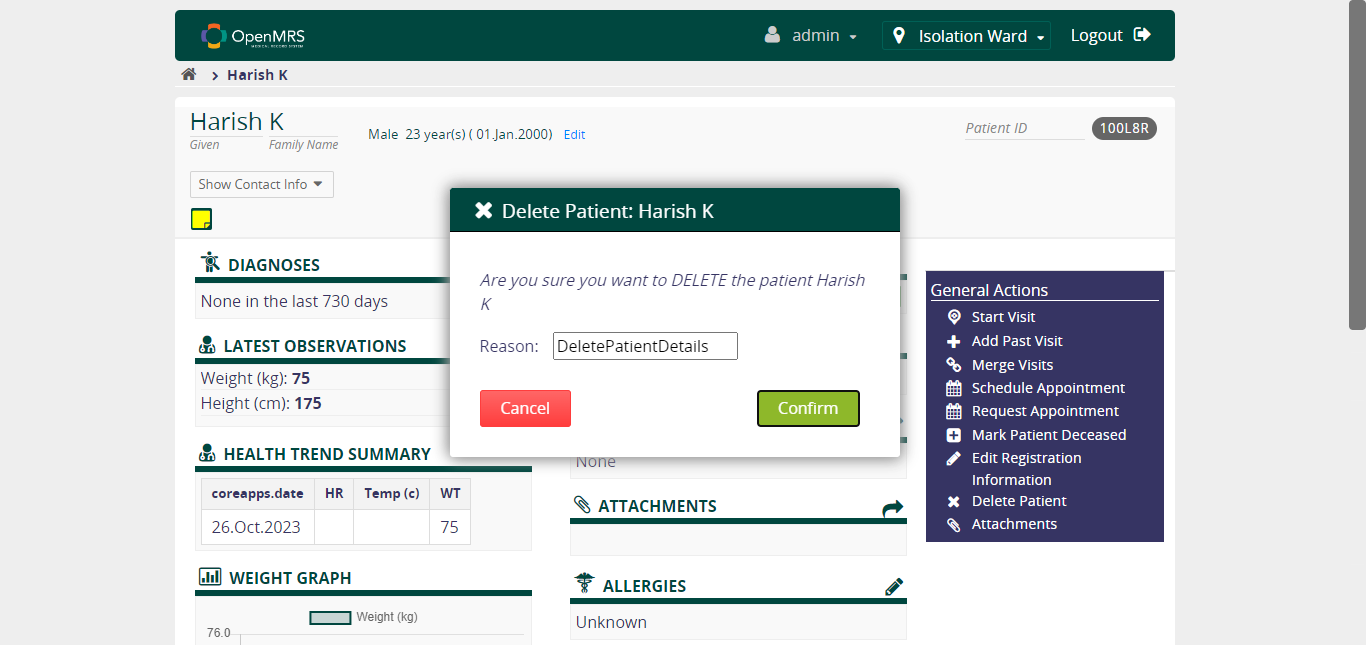 OpenMRS
MEDICAL RECORD SYSTEM
admin
Isolation Ward
Logout
Harish K
Harish K
Given
Family Name
Male 23 year(s) ( 01.Jan.2000) Edit
Patient ID
100L8R
Show Contact Info
Delete Patient: Harish K
Are you sure you want to DELETE the patient Harish
K
Reason: DeletePatientDetails
Cancel
Confirm
DIAGNOSES
None in the last 730 days
LATEST OBSERVATIONS
Weight (kg): 75
Height (cm): 175
HEALTH TREND SUMMARY
coreapps.date HR Temp (c) WT
26.Oct.2023 75
WEIGHT GRAPH
Weight (kg)
76.0
None
ATTACHMENTS
ALLERGIES
Unknown
General Actions
Start Visit
Add Past Visit
Merge Visits
Schedule Appointment
Request Appointment
Mark Patient Deceased
Edit Registration
Information
Delete Patient
Attachments